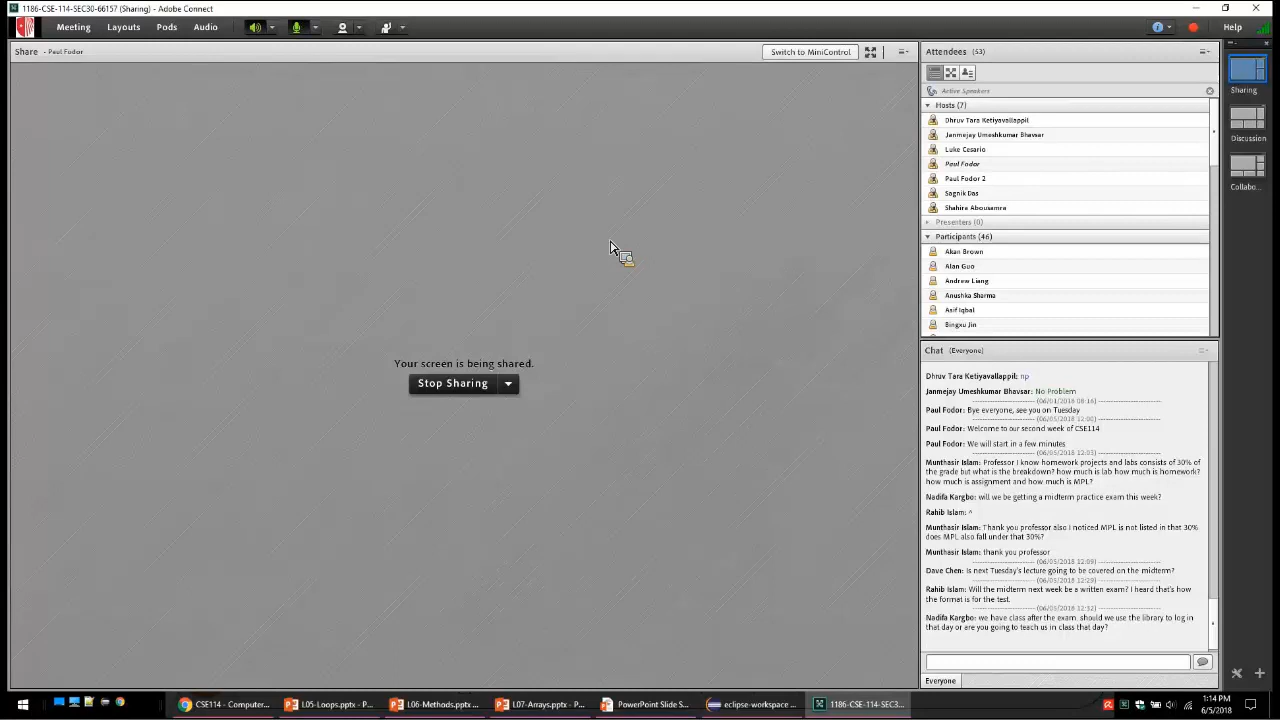 1186-CSE-114-SEC30-66157 (Sharing) - Adobe Connect
Meeting Layouts Pods Audio Help
Share - Paul Fodor Switch to MiniControl
Your screen is being shared.
Stop Sharing
Attendees (53)
Active Speakers
Hosts (7)
Dhruv Tara Ketiyavallappil
Janmejay Umeshkumar Bhavsar
Luke Cesario
Paul Fodor
Paul Fodor 2
Sagnik Das
Shahira Abousamra
Presenters (0)
Participants (46)
Akan Brown
Alan Guo
Andrew Liang
Anushka Sharma
Asif Iqbal
Bingxu Jin
Sharing
Discussion
Collabo...
Chat (Everyone)
Dhruv Tara Ketiyavallappil: np
Janmejay Umeshkumar Bhavsar: No Problem
(06/01/2018 08:16)
Paul Fodor: Bye everyone, see you on Tuesday
(06/05/2018 12:00)
Paul Fodor: Welcome to our second week of CSE114
Paul Fodor: We will start in a few minutes
(06/05/2018 12:03)
Munthasir Islam: Professor I know homework projects and labs consists of 30% of
the grade but what is the breakdown? how much is lab how much is homework?
how much is assignment and how much is MPL?
Nadifa Kargbo: will we be getting a midterm practice exam this week?
Rahib Islam: ^
Munthasir Islam: Thank you professor also I noticed MPL is not listed in that 30%
does MPL also fall under that 30%?
Munthasir Islam: thank you professor
(06/05/2018 12:09)
Dave Chen: Is next Tuesday's lecture going to be covered on the midterm?
(06/05/2018 12:29)
Rahib Islam: Will the midterm next week be a written exam? I heard that's how
the format is for the test.
(06/05/2018 12:32)
Nadifa Kargbo: we have class after the exam. should we use the library to log in
that day or are you going to teach us in class that day?
Everyone
CSE114 - Computer... L05-Loops.pptx - P... L06-Methods.pptx ... L07-Arrays.pptx - P... PowerPoint Slide S... eclipse-workspace ... 1186-CSE-114-SEC3...
1:14 PM
6/5/2018